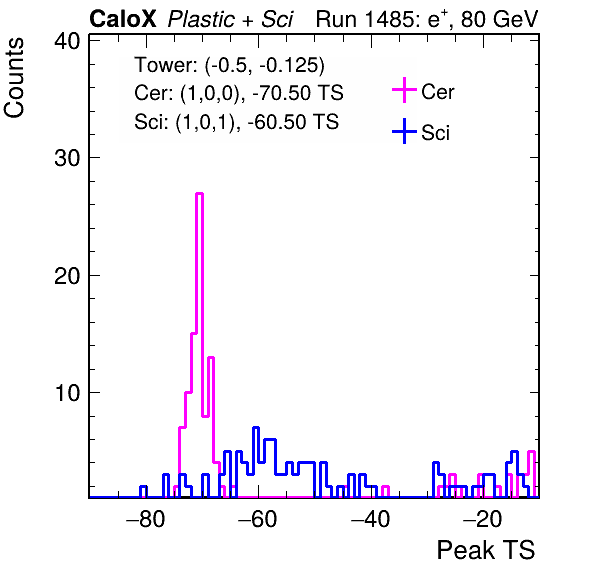 CaloX Plastic + Sci Run 1485: e+, 80 GeV
Counts
40
30
20
10
Tower: (-0.5, -0.125)
Cer: (1,0,0), -70.50 TS
Sci: (1,0,1), -60.50 TS
Cer
Sci
−80 −60 −40 −20
Peak TS